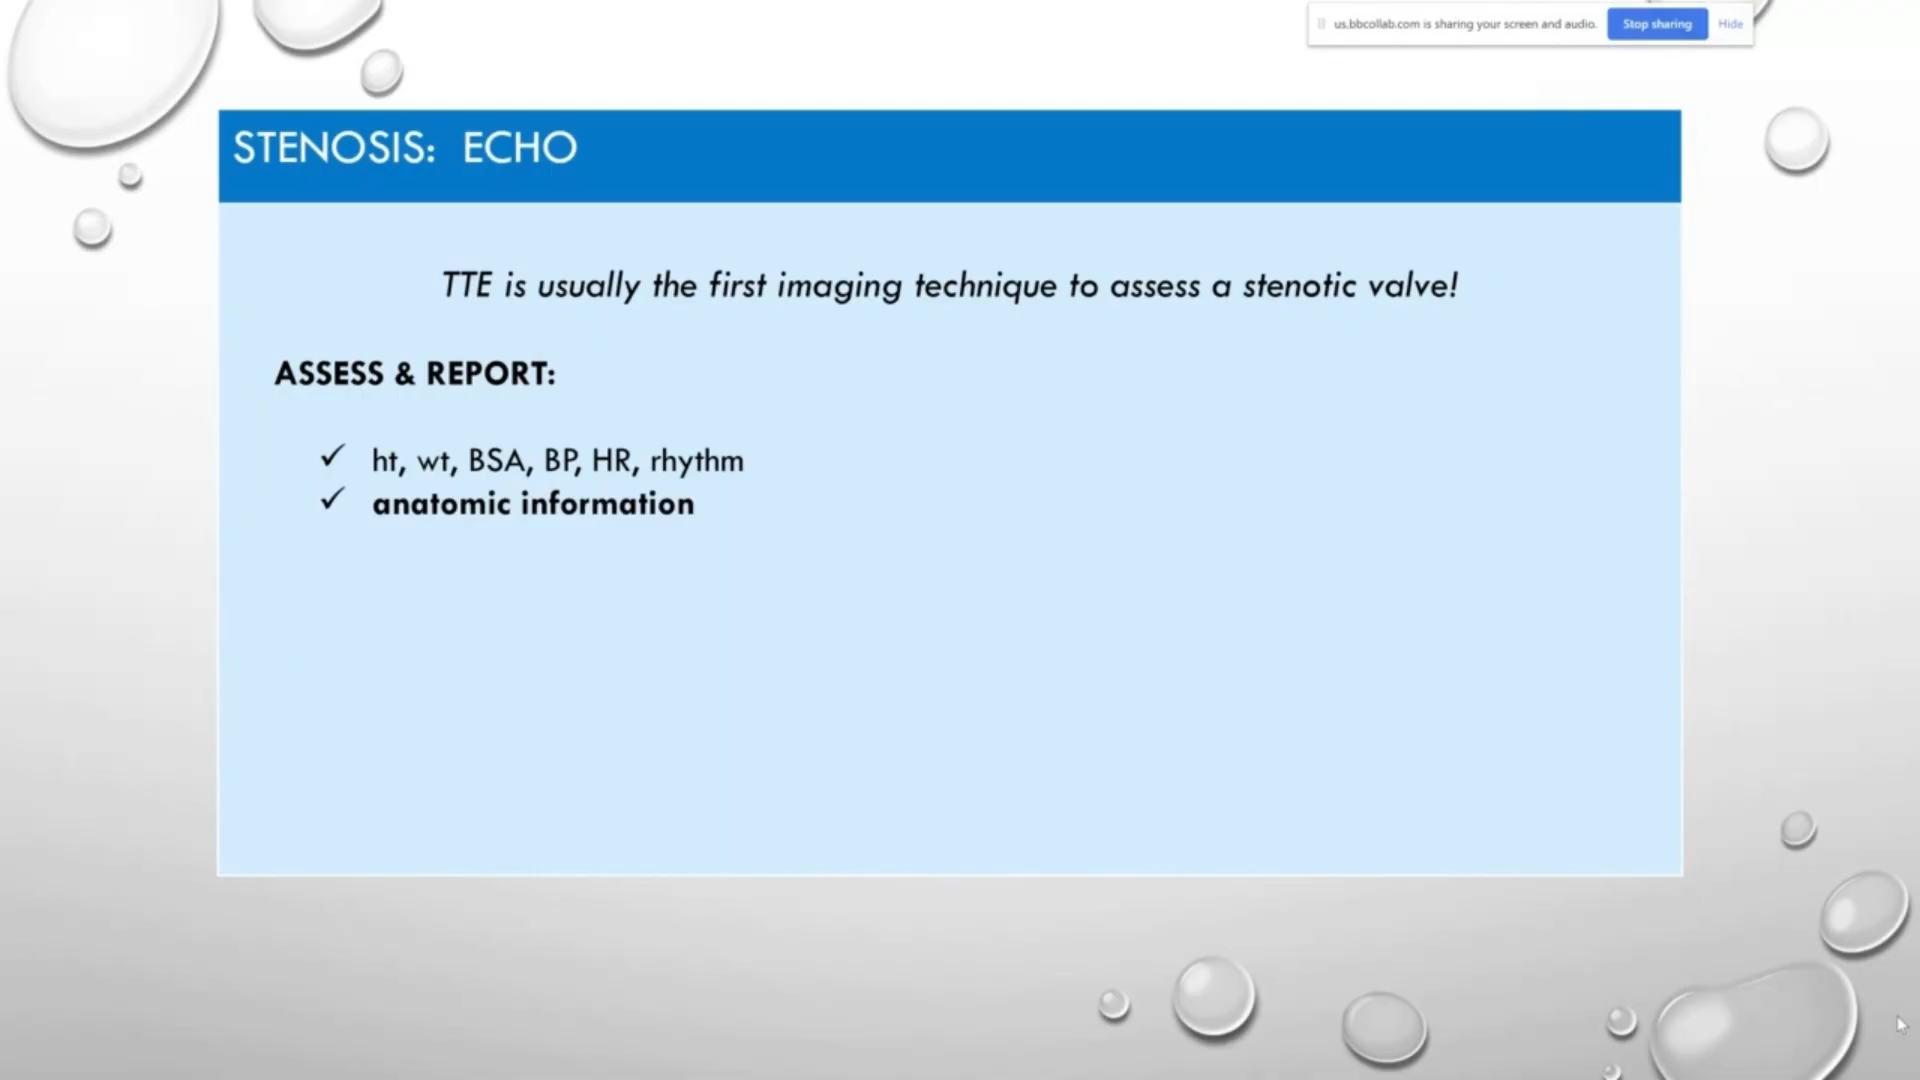 us.bbcollab.com is sharing your screen and audio. Stop sharing Hide
STENOSIS: ECHO
TTE is usually the first imaging technique to assess a stenotic valve!
ASSESS & REPORT:
✓ ht, wt, BSA, BP, HR, rhythm
✓ anatomic information